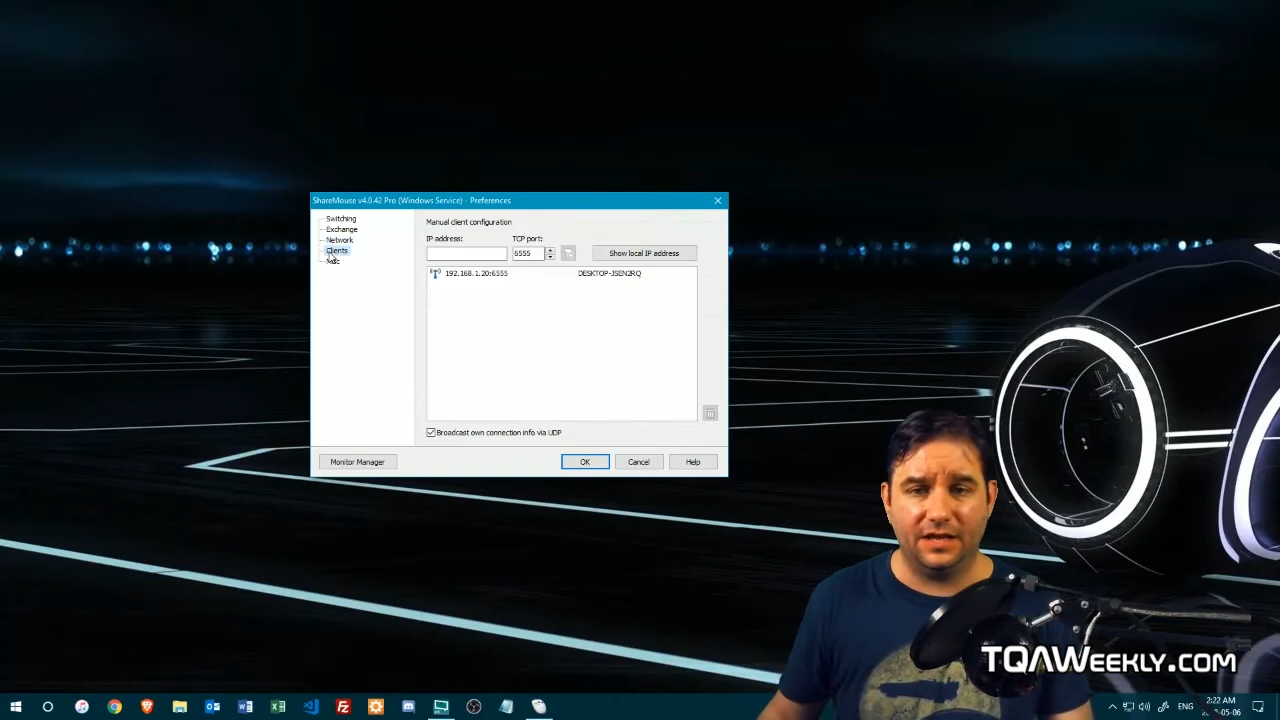 ShareMouse v4.0.42 Pro (Windows Service) - Preferences
Switching
Exchange
Network
Clients
Misc
Manual client configuration
IP address:
TCP port:
6555
Show local IP address
192.168.1.20:6555
DESKTOP-JSEN2RQ
Broadcast own connection info via UDP
Monitor Manager
OK
Cancel
Help
TQAWeekly.com
ENG
2:22 AM